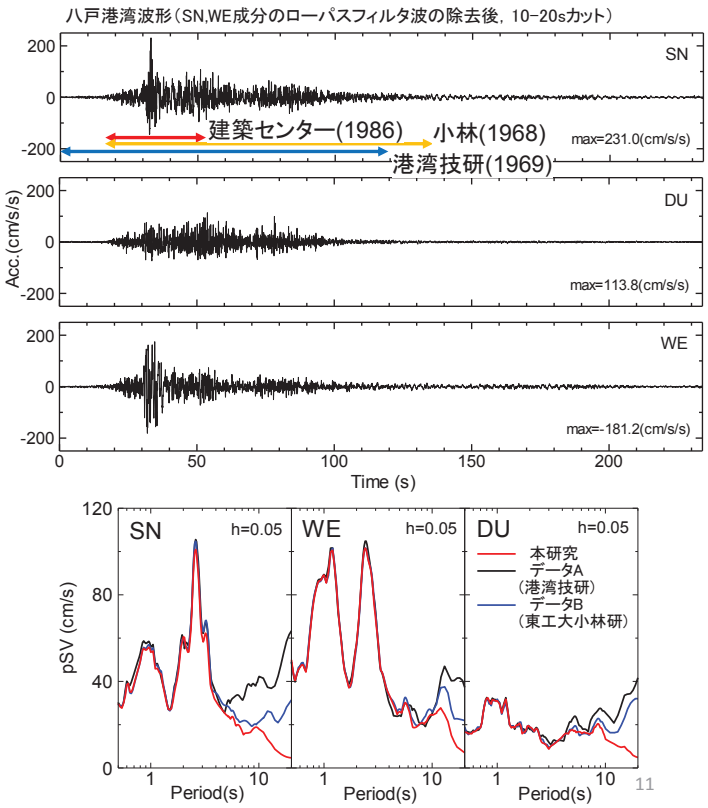 八戸港湾波形(SN,WE成分のローパスフィルタ波の除去後, 10-20sカット)
200
0
-200
SN
建築センター(1986)
小林(1968)
max=231.0(cm/s/s)
港湾技研(1969)
200
0
-200
DU
Acc.(cm/s/s)
max=113.8(cm/s/s)
200
0
-200
WE
max=-181.2(cm/s/s)
0 50 100 150 200
Time (s)
120
80
40
0
pSV (cm/s)
SN h=0.05
WE h=0.05
DU h=0.05
本研究
データA
(港湾技研)
データB
(東工大小林研)
1 10 1 10 1 10
Period(s) Period(s) Period(s)
11